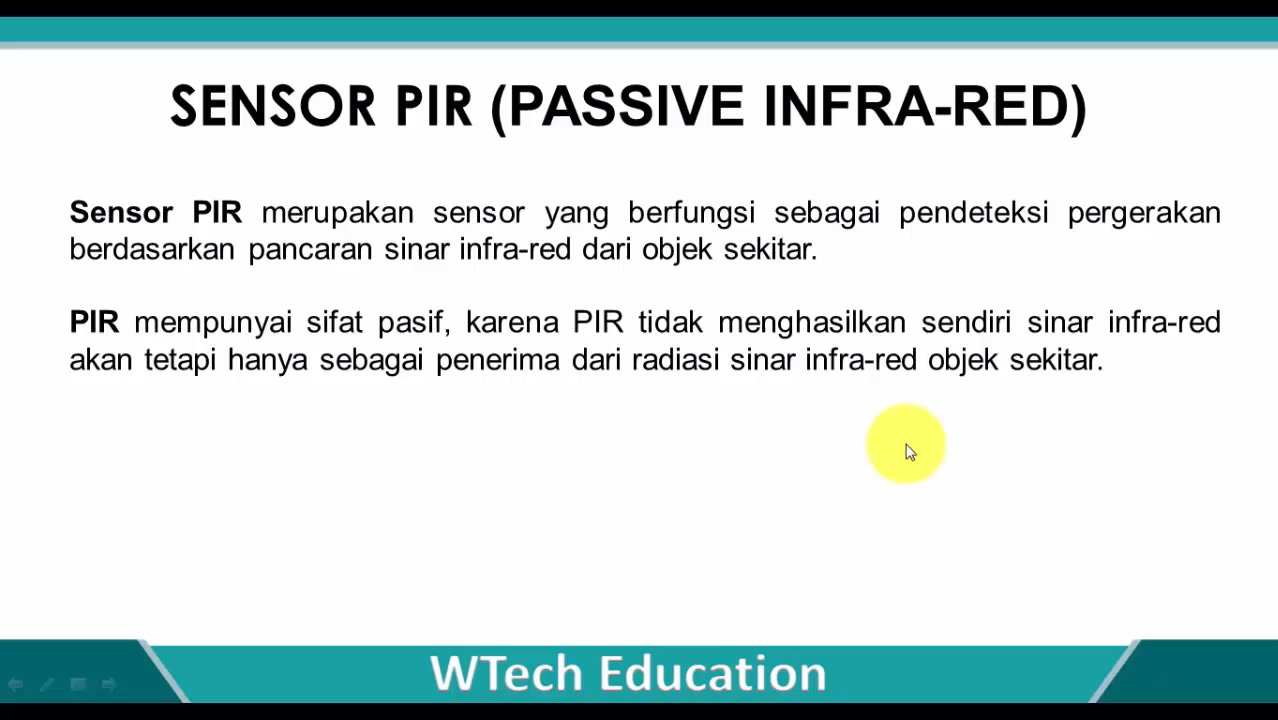 SENSOR PIR (PASSIVE INFRA-RED)
Sensor PIR merupakan sensor yang berfungsi sebagai pendeteksi pergerakan
berdasarkan pancaran sinar infra-red dari objek sekitar.
PIR mempunyai sifat pasif, karena PIR tidak menghasilkan sendiri sinar infra-red
akan tetapi hanya sebagai penerima dari radiasi sinar infra-red objek sekitar.
WTech Education